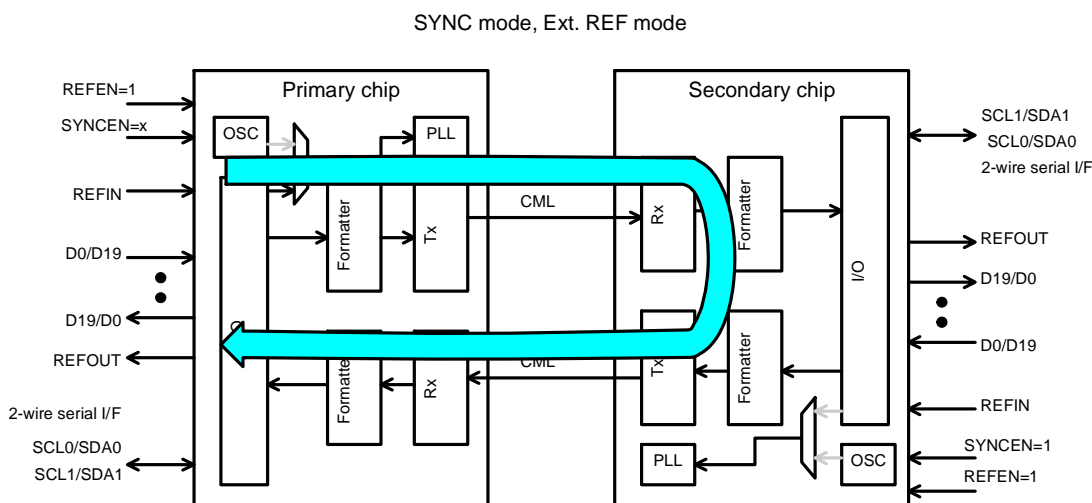 SYNC mode, Ext. REF mode
Primary chip
Secondary chip
REFEN=1
SYNCEN=x
REFIN
D0/D19
D19/D0
REFOUT
2-wire serial I/F
SCL0/SDA0
SCL1/SDA1
OSC
PLL
Formatter
Tx
CML
Rx
Formatter
I/O
Formatter
Rx
CML
Tx
Formatter
PLL
OSC
SCL1/SDA1
SCL0/SDA0
2-wire serial I/F
REFOUT
D19/D0
D0/D19
REFIN
SYNCEN=1
REFEN=1